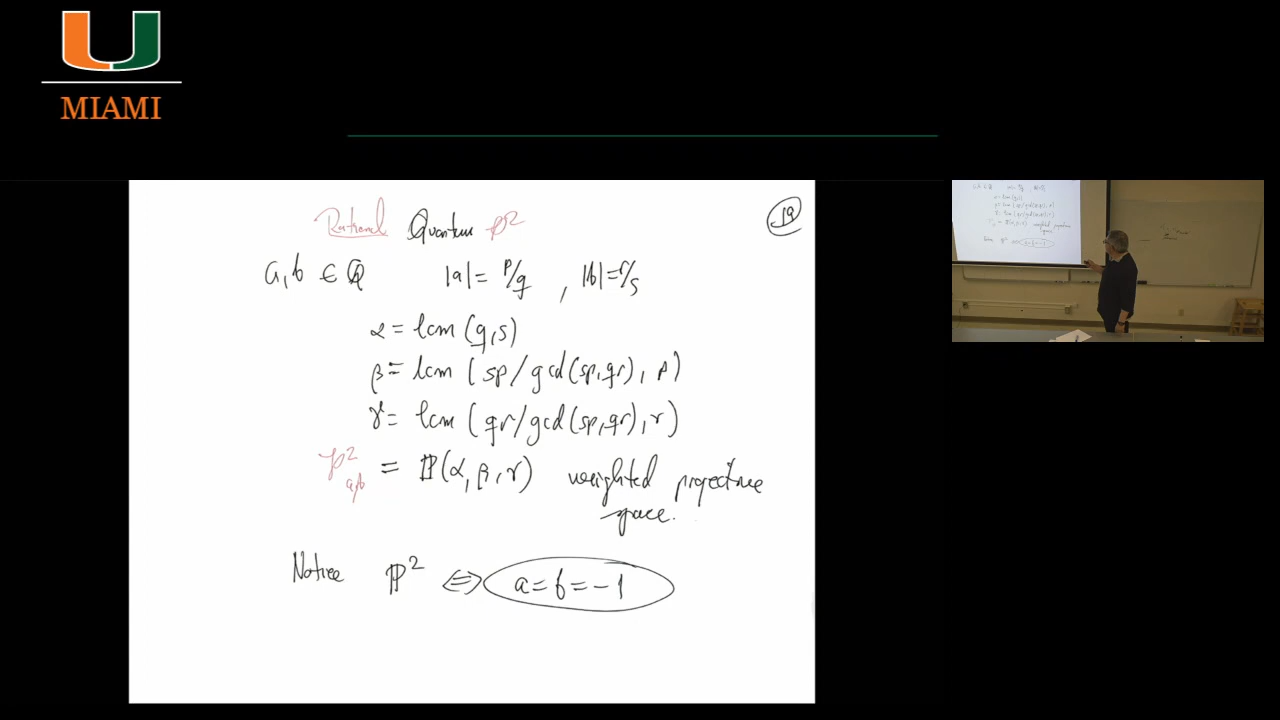 MIAMI
Rational Quantum P²
19
a, b ∈ ℚ |a| = p/q , |b| = r/s
α = lcm (q, s)
β = lcm ( sp / gcd(sp, qr) , p )
γ = lcm ( qr / gcd(sp, qr) , r )
P²a,b = ℙ(α, β, γ) weighted projective
space.
Notice ℙ² ⇔ a = b = -1